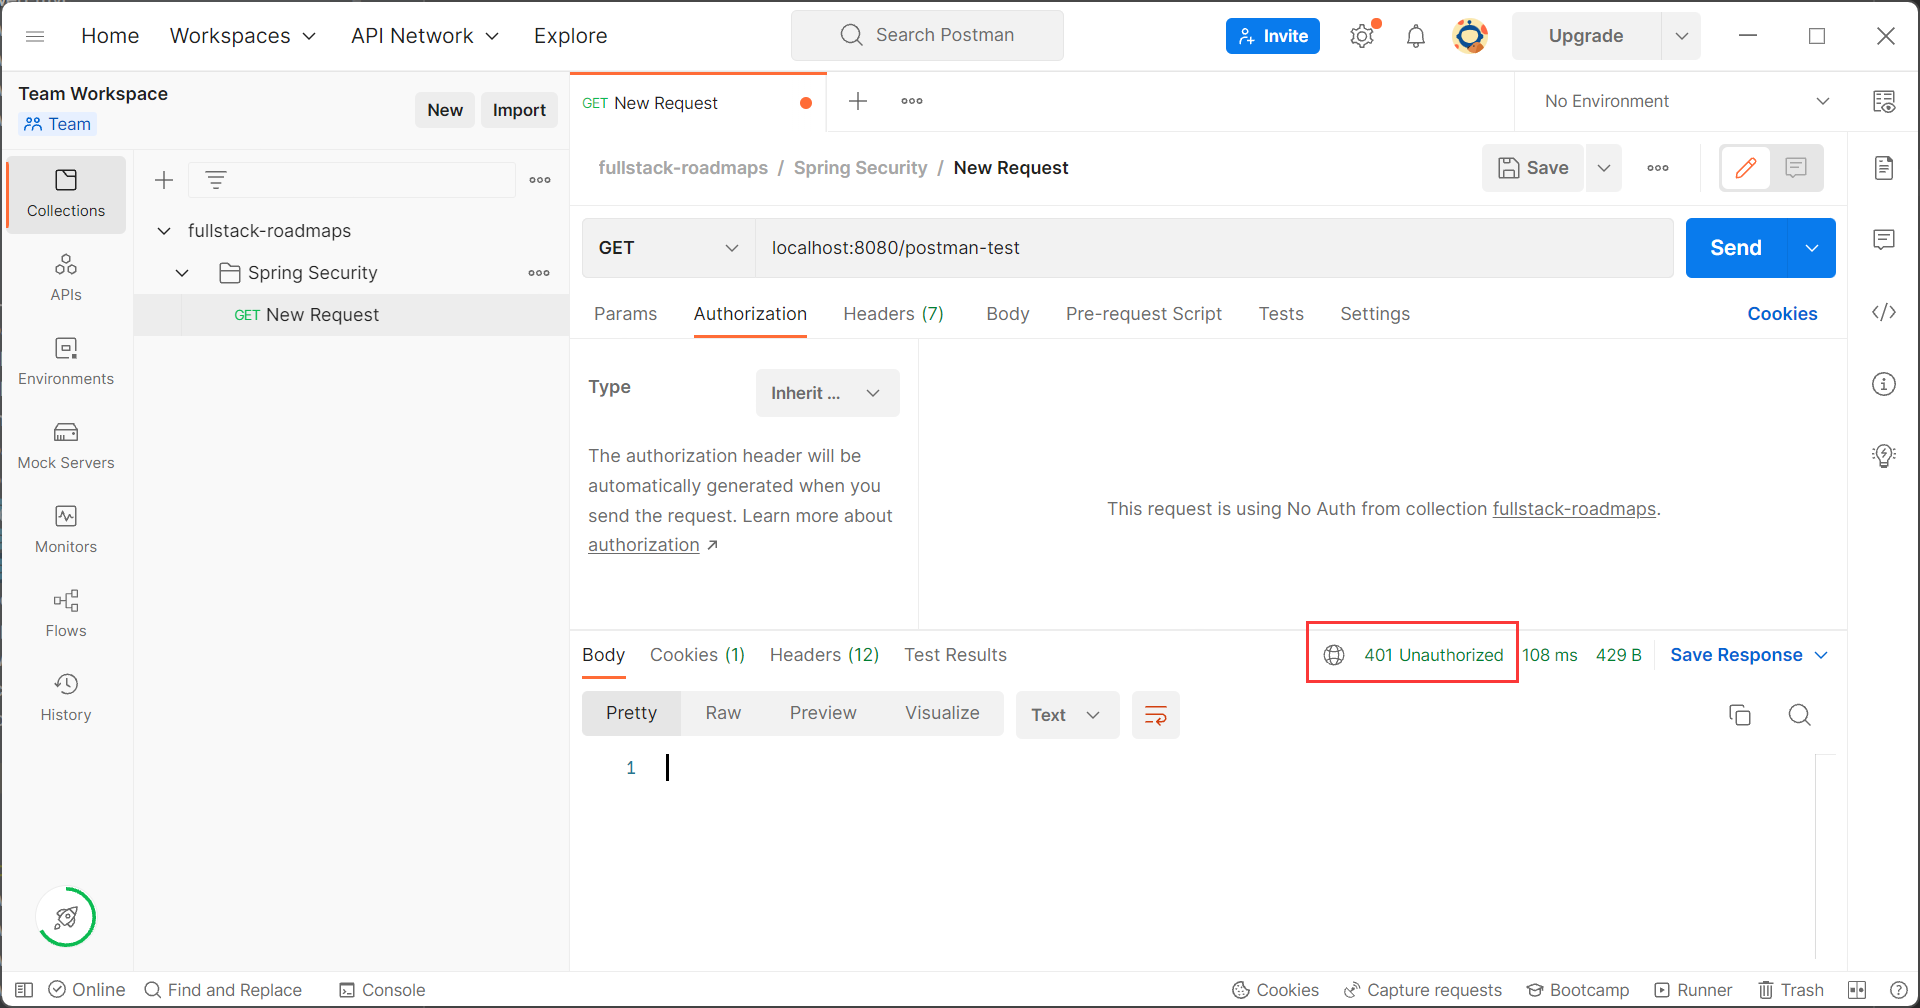 Home Workspaces API Network Explore Search Postman Invite Upgrade
Team Workspace
Team
New Import
GET New Request
No Environment
Collections
APIs
Environments
Mock Servers
Monitors
Flows
History
fullstack-roadmaps
Spring Security
GET New Request
fullstack-roadmaps / Spring Security / New Request
Save
GET localhost:8080/postman-test Send
Params Authorization Headers (7) Body Pre-request Script Tests Settings Cookies
Type Inherit ...
The authorization header will be
automatically generated when you
send the request. Learn more about
authorization ↗
This request is using No Auth from collection fullstack-roadmaps.
Body Cookies (1) Headers (12) Test Results 401 Unauthorized 108 ms 429 B Save Response
Pretty Raw Preview Visualize Text
1
Online Find and Replace Console Cookies Capture requests Bootcamp Runner Trash